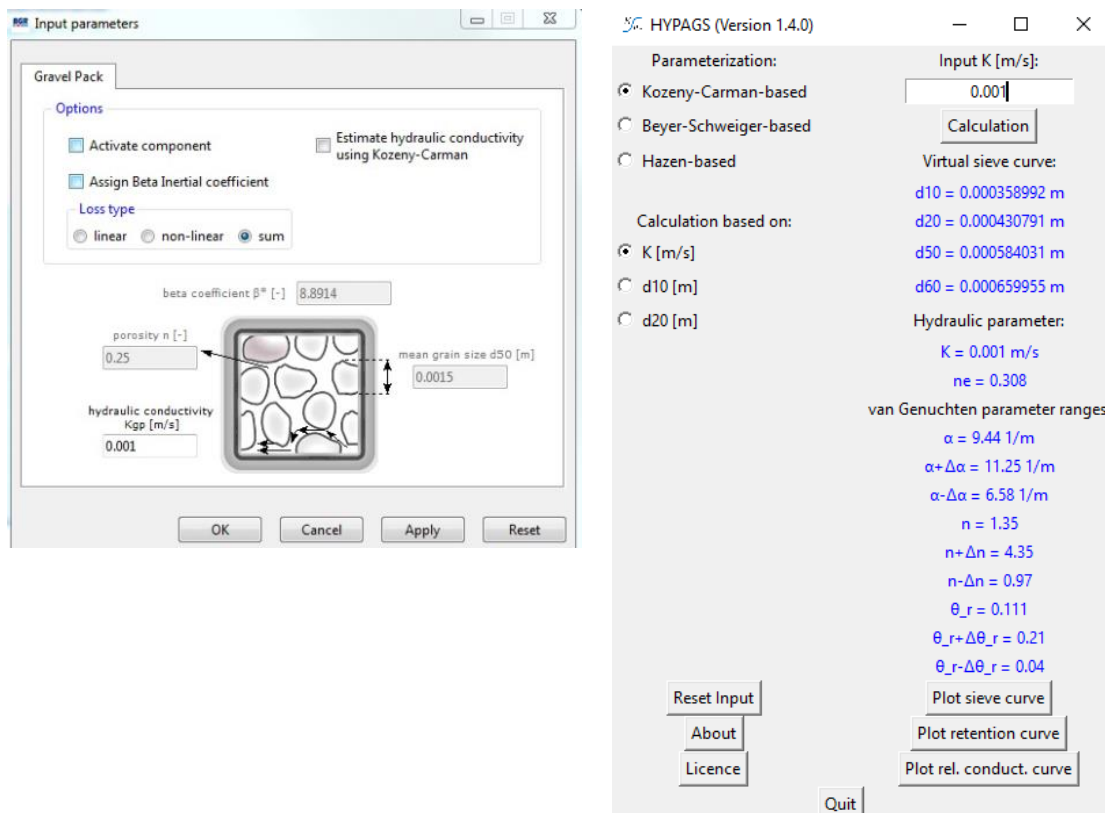 BGR Input parameters
Gravel Pack
Options
Activate component
Estimate hydraulic conductivity
using Kozeny-Carman
Assign Beta Inertial coefficient
Loss type
linear non-linear sum
beta coefficient β* [-] 8.8914
porosity n [-]
0.25
mean grain size d50 [m]
0.0015
hydraulic conductivity
Kgp [m/s]
0.001
OK Cancel Apply Reset
HYPAGS (Version 1.4.0)
Parameterization: Input K [m/s]:
Kozeny-Carman-based 0.001
Beyer-Schweiger-based Calculation
Hazen-based Virtual sieve curve:
d10 = 0.000358992 m
Calculation based on: d20 = 0.000430791 m
K [m/s] d50 = 0.000584031 m
d10 [m] d60 = 0.000659955 m
d20 [m] Hydraulic parameter:
K = 0.001 m/s
ne = 0.308
van Genuchten parameter ranges
α = 9.44 1/m
α+Δα = 11.25 1/m
α-Δα = 6.58 1/m
n = 1.35
n+Δn = 4.35
n-Δn = 0.97
θ_r = 0.111
θ_r+Δθ_r = 0.21
θ_r-Δθ_r = 0.04
Reset Input Plot sieve curve
About Plot retention curve
Licence Plot rel. conduct. curve
Quit